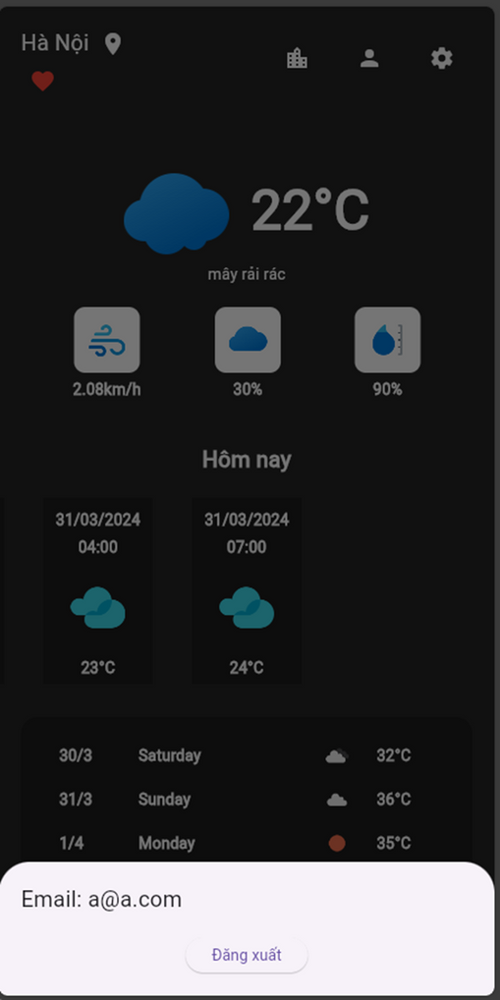 Hà Nội
22°C
mây rải rác
2.08km/h 30% 90%
Hôm nay
31/03/2024 31/03/2024
04:00 07:00
23°C 24°C
30/3 Saturday 32°C
31/3 Sunday 36°C
1/4 Monday 35°C
Email: a@a.com
Đăng xuất